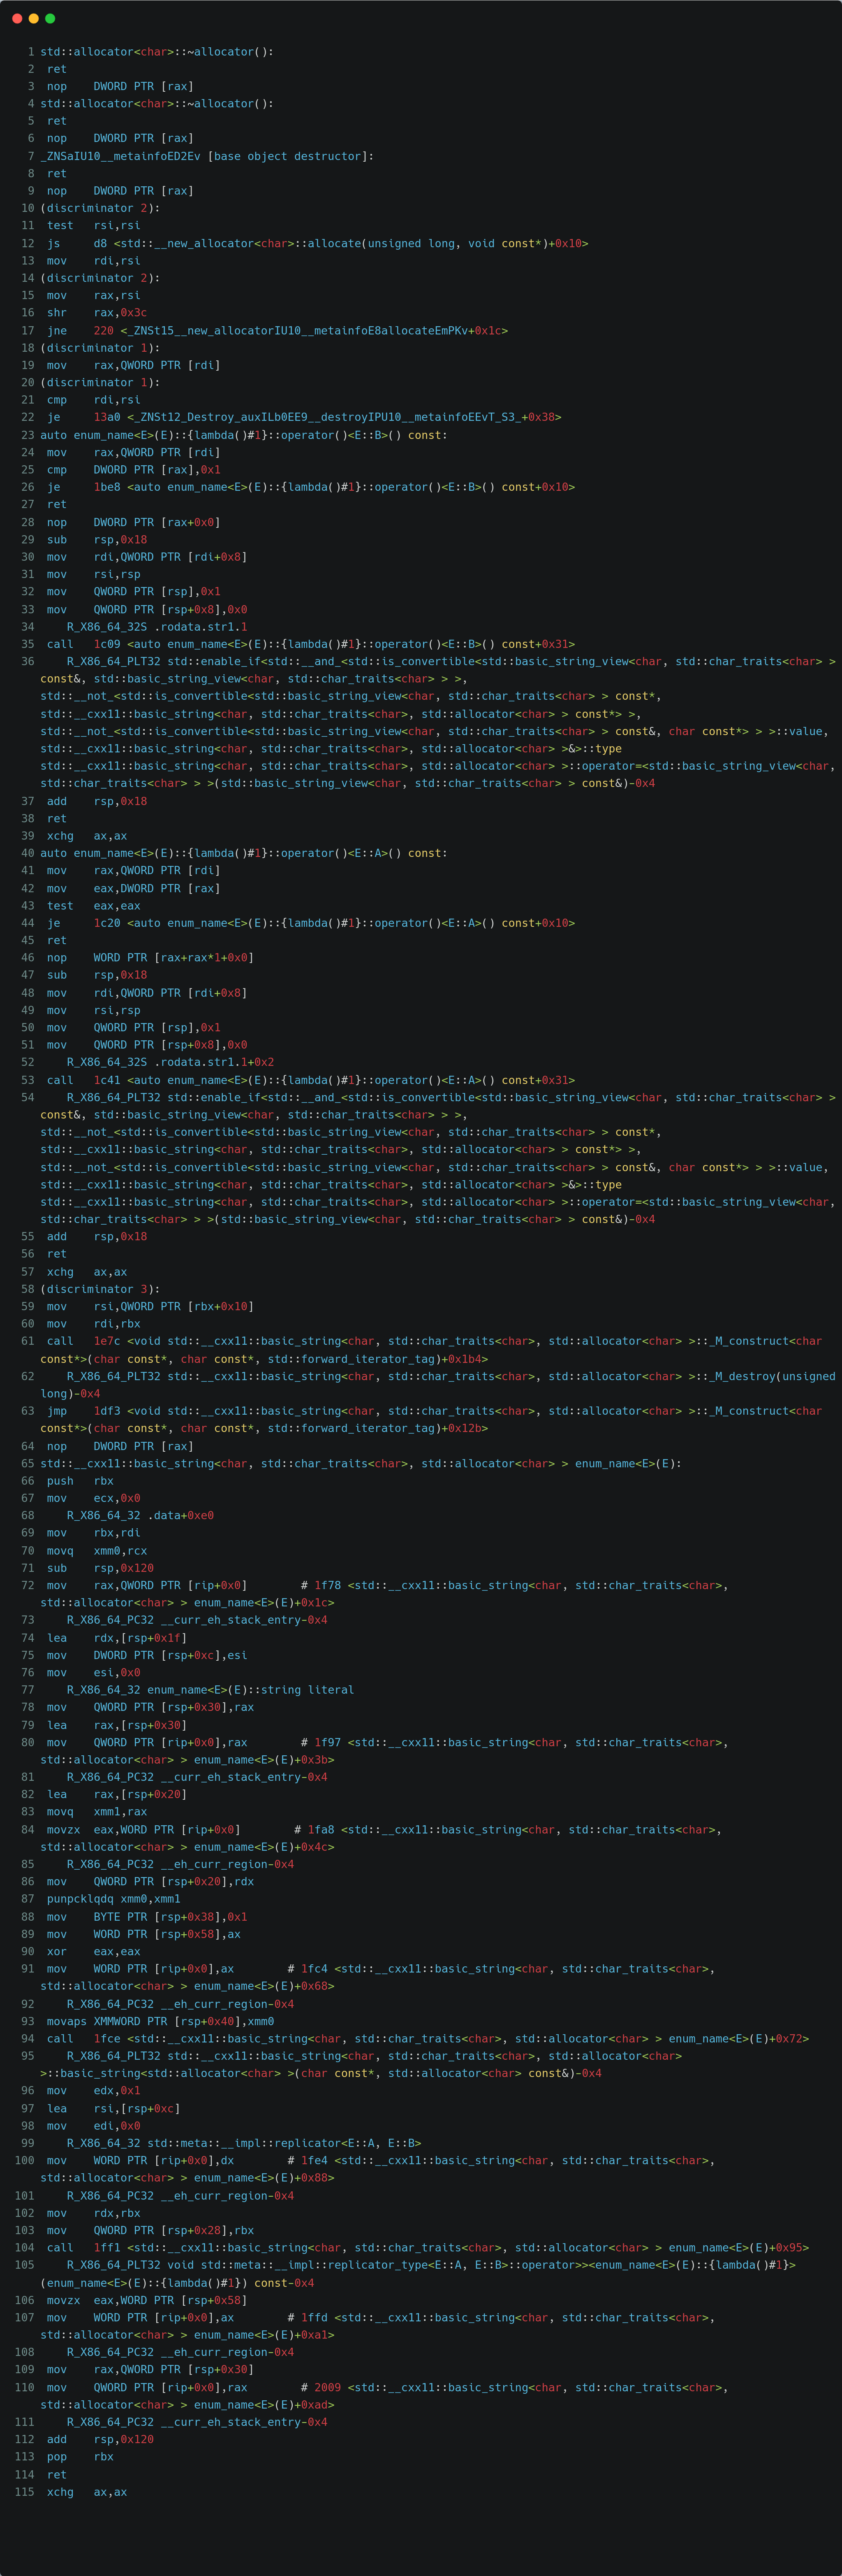 1 std::allocator<char>::~allocator():
2 ret
3 nop DWORD PTR [rax]
4 std::allocator<char>::~allocator():
5 ret
6 nop DWORD PTR [rax]
7 _ZNSaIU10__metainfoED2Ev [base object destructor]:
8 ret
9 nop DWORD PTR [rax]
10 (discriminator 2):
11 test rsi,rsi
12 js d8 <std::__new_allocator<char>::allocate(unsigned long, void const*)+0x10>
13 mov rdi,rsi
14 (discriminator 2):
15 mov rax,rsi
16 shr rax,0x3c
17 jne 220 <_ZNSt15__new_allocatorIU10__metainfoE8allocateEmPKv+0x1c>
18 (discriminator 1):
19 mov rax,QWORD PTR [rdi]
20 (discriminator 1):
21 cmp rdi,rsi
22 je 13a0 <_ZNSt12_Destroy_auxILb0EE9__destroyIPU10__metainfoEEvT_S3_+0x38>
23 auto enum_name<E>(E)::{lambda()#1}::operator()<E::B>() const:
24 mov rax,QWORD PTR [rdi]
25 cmp DWORD PTR [rax],0x1
26 je 1be8 <auto enum_name<E>(E)::{lambda()#1}::operator()<E::B>() const+0x10>
27 ret
28 nop DWORD PTR [rax+0x0]
29 sub rsp,0x18
30 mov rdi,QWORD PTR [rdi+0x8]
31 mov rsi,rsp
32 mov QWORD PTR [rsp],0x1
33 mov QWORD PTR [rsp+0x8],0x0
34 R_X86_64_32S .rodata.str1.1
35 call 1c09 <auto enum_name<E>(E)::{lambda()#1}::operator()<E::B>() const+0x31>
36 R_X86_64_PLT32 std::enable_if<std::__and_<std::is_convertible<std::basic_string_view<char, std::char_traits<char> >
const&, std::basic_string_view<char, std::char_traits<char> > >,
std::__not_<std::is_convertible<std::basic_string_view<char, std::char_traits<char> > const*,
std::__cxx11::basic_string<char, std::char_traits<char>, std::allocator<char> > const*> >,
std::__not_<std::is_convertible<std::basic_string_view<char, std::char_traits<char> > const&, char const*> > >::value,
std::__cxx11::basic_string<char, std::char_traits<char>, std::allocator<char> >&>::type
std::__cxx11::basic_string<char, std::char_traits<char>, std::allocator<char> >::operator=<std::basic_string_view<char,
std::char_traits<char> > >(std::basic_string_view<char, std::char_traits<char> > const&)-0x4
37 add rsp,0x18
38 ret
39 xchg ax,ax
40 auto enum_name<E>(E)::{lambda()#1}::operator()<E::A>() const:
41 mov rax,QWORD PTR [rdi]
42 mov eax,DWORD PTR [rax]
43 test eax,eax
44 je 1c20 <auto enum_name<E>(E)::{lambda()#1}::operator()<E::A>() const+0x10>
45 ret
46 nop WORD PTR [rax+rax*1+0x0]
47 sub rsp,0x18
48 mov rdi,QWORD PTR [rdi+0x8]
49 mov rsi,rsp
50 mov QWORD PTR [rsp],0x1
51 mov QWORD PTR [rsp+0x8],0x0
52 R_X86_64_32S .rodata.str1.1+0x2
53 call 1c41 <auto enum_name<E>(E)::{lambda()#1}::operator()<E::A>() const+0x31>
54 R_X86_64_PLT32 std::enable_if<std::__and_<std::is_convertible<std::basic_string_view<char, std::char_traits<char> >
const&, std::basic_string_view<char, std::char_traits<char> > >,
std::__not_<std::is_convertible<std::basic_string_view<char, std::char_traits<char> > const*,
std::__cxx11::basic_string<char, std::char_traits<char>, std::allocator<char> > const*> >,
std::__not_<std::is_convertible<std::basic_string_view<char, std::char_traits<char> > const&, char const*> > >::value,
std::__cxx11::basic_string<char, std::char_traits<char>, std::allocator<char> >&>::type
std::__cxx11::basic_string<char, std::char_traits<char>, std::allocator<char> >::operator=<std::basic_string_view<char,
std::char_traits<char> > >(std::basic_string_view<char, std::char_traits<char> > const&)-0x4
55 add rsp,0x18
56 ret
57 xchg ax,ax
58 (discriminator 3):
59 mov rsi,QWORD PTR [rbx+0x10]
60 mov rdi,rbx
61 call 1e7c <void std::__cxx11::basic_string<char, std::char_traits<char>, std::allocator<char> >::_M_construct<char
const*>(char const*, char const*, std::forward_iterator_tag)+0x1b4>
62 R_X86_64_PLT32 std::__cxx11::basic_string<char, std::char_traits<char>, std::allocator<char> >::_M_destroy(unsigned
long)-0x4
63 jmp 1df3 <void std::__cxx11::basic_string<char, std::char_traits<char>, std::allocator<char> >::_M_construct<char
const*>(char const*, char const*, std::forward_iterator_tag)+0x12b>
64 nop DWORD PTR [rax]
65 std::__cxx11::basic_string<char, std::char_traits<char>, std::allocator<char> > enum_name<E>(E):
66 push rbx
67 mov ecx,0x0
68 R_X86_64_32 .data+0xe0
69 mov rbx,rdi
70 movq xmm0,rcx
71 sub rsp,0x120
72 mov rax,QWORD PTR [rip+0x0] # 1f78 <std::__cxx11::basic_string<char, std::char_traits<char>,
std::allocator<char> > enum_name<E>(E)+0x1c>
73 R_X86_64_PC32 __curr_eh_stack_entry-0x4
74 lea rdx,[rsp+0x1f]
75 mov DWORD PTR [rsp+0xc],esi
76 mov esi,0x0
77 R_X86_64_32 enum_name<E>(E)::string literal
78 mov QWORD PTR [rsp+0x30],rax
79 lea rax,[rsp+0x30]
80 mov QWORD PTR [rip+0x0],rax # 1f97 <std::__cxx11::basic_string<char, std::char_traits<char>,
std::allocator<char> > enum_name<E>(E)+0x3b>
81 R_X86_64_PC32 __curr_eh_stack_entry-0x4
82 lea rax,[rsp+0x20]
83 movq xmm1,rax
84 movzx eax,WORD PTR [rip+0x0] # 1fa8 <std::__cxx11::basic_string<char, std::char_traits<char>,
std::allocator<char> > enum_name<E>(E)+0x4c>
85 R_X86_64_PC32 __eh_curr_region-0x4
86 mov QWORD PTR [rsp+0x20],rdx
87 punpcklqdq xmm0,xmm1
88 mov BYTE PTR [rsp+0x38],0x1
89 mov WORD PTR [rsp+0x58],ax
90 xor eax,eax
91 mov WORD PTR [rip+0x0],ax # 1fc4 <std::__cxx11::basic_string<char, std::char_traits<char>,
std::allocator<char> > enum_name<E>(E)+0x68>
92 R_X86_64_PC32 __eh_curr_region-0x4
93 movaps XMMWORD PTR [rsp+0x40],xmm0
94 call 1fce <std::__cxx11::basic_string<char, std::char_traits<char>, std::allocator<char> > enum_name<E>(E)+0x72>
95 R_X86_64_PLT32 std::__cxx11::basic_string<char, std::char_traits<char>, std::allocator<char>
>::basic_string<std::allocator<char> >(char const*, std::allocator<char> const&)-0x4
96 mov edx,0x1
97 lea rsi,[rsp+0xc]
98 mov edi,0x0
99 R_X86_64_32 std::meta::__impl::replicator<E::A, E::B>
100 mov WORD PTR [rip+0x0],dx # 1fe4 <std::__cxx11::basic_string<char, std::char_traits<char>,
std::allocator<char> > enum_name<E>(E)+0x88>
101 R_X86_64_PC32 __eh_curr_region-0x4
102 mov rdx,rbx
103 mov QWORD PTR [rsp+0x28],rbx
104 call 1ff1 <std::__cxx11::basic_string<char, std::char_traits<char>, std::allocator<char> > enum_name<E>(E)+0x95>
105 R_X86_64_PLT32 void std::meta::__impl::replicator_type<E::A, E::B>::operator>><enum_name<E>(E)::{lambda()#1}>
(enum_name<E>(E)::{lambda()#1}) const-0x4
106 movzx eax,WORD PTR [rsp+0x58]
107 mov WORD PTR [rip+0x0],ax # 1ffd <std::__cxx11::basic_string<char, std::char_traits<char>,
std::allocator<char> > enum_name<E>(E)+0xa1>
108 R_X86_64_PC32 __eh_curr_region-0x4
109 mov rax,QWORD PTR [rsp+0x30]
110 mov QWORD PTR [rip+0x0],rax # 2009 <std::__cxx11::basic_string<char, std::char_traits<char>,
std::allocator<char> > enum_name<E>(E)+0xad>
111 R_X86_64_PC32 __curr_eh_stack_entry-0x4
112 add rsp,0x120
113 pop rbx
114 ret
115 xchg ax,ax